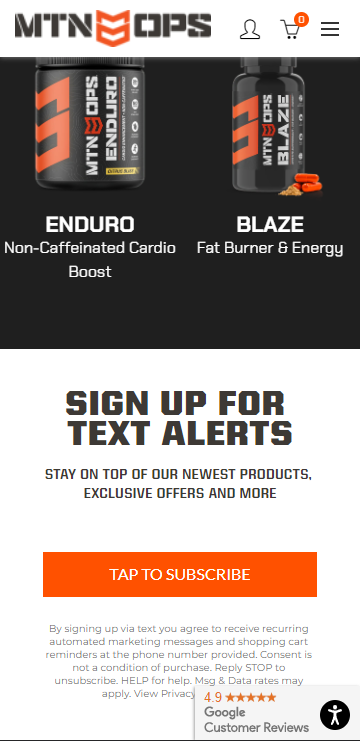 MTN OPS
0
MTN OPS
ENDURO
MTN OPS
BLAZE
ENDURO
BLAZE
Non-Caffeinated Cardio
Boost
Fat Burner & Energy
SIGN UP FOR
TEXT ALERTS
STAY ON TOP OF OUR NEWEST PRODUCTS,
EXCLUSIVE OFFERS AND MORE
TAP TO SUBSCRIBE
By signing up via text you agree to receive recurring
automated marketing messages and shopping cart
reminders at the phone number provided. Consent is
not a condition of purchase. Reply STOP to
unsubscribe. HELP for help. Msg & Data rates may
apply. View Privacy
4.9 ★★★★★
Google
Customer Reviews